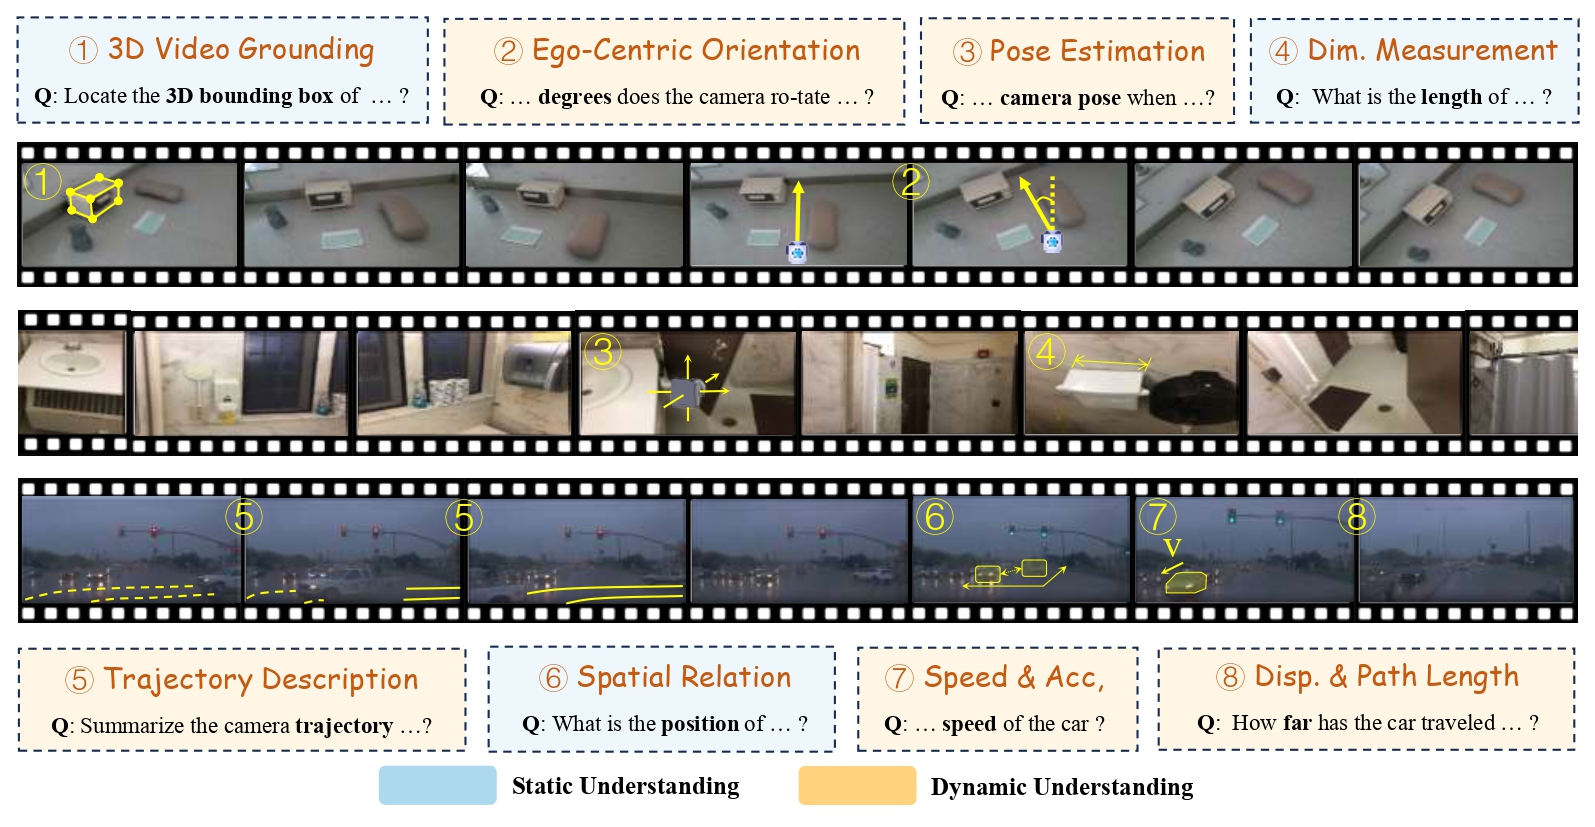 ① 3D Video Grounding
Q: Locate the 3D bounding box of … ?
② Ego-Centric Orientation
Q: … degrees does the camera ro-tate … ?
③ Pose Estimation
Q: … camera pose when …?
④ Dim. Measurement
Q: What is the length of … ?
①
②
③
④
⑤
⑤
⑥
⑦
V
⑧
⑤ Trajectory Description
Q: Summarize the camera trajectory …?
⑥ Spatial Relation
Q: What is the position of … ?
⑦ Speed & Acc,
Q: … speed of the car ?
⑧ Disp. & Path Length
Q: How far has the car traveled … ?
Static Understanding
Dynamic Understanding